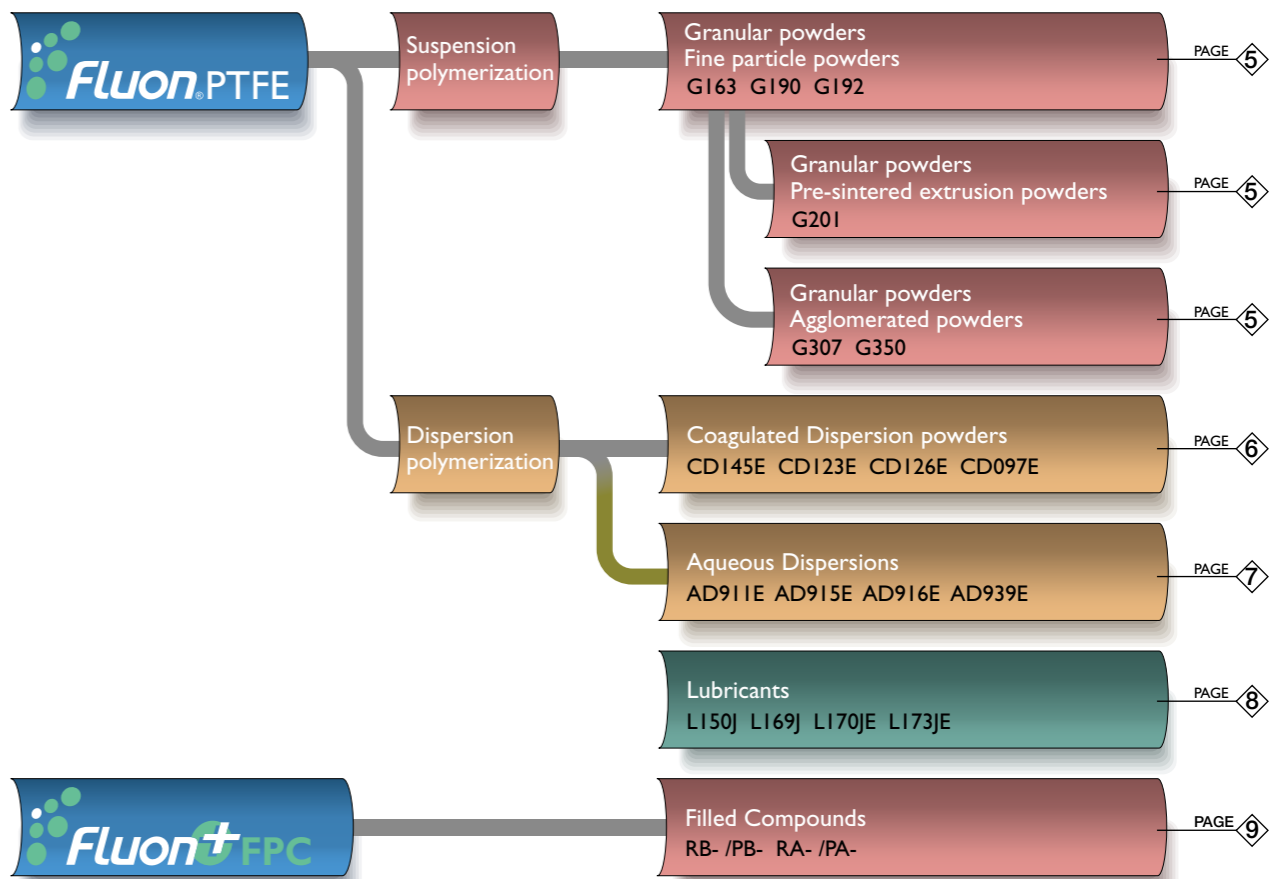 Fluon® PTFE
Suspension
polymerization
Granular powders
Fine particle powders
G163 G190 G192
PAGE 5
Granular powders
Pre-sintered extrusion powders
G201
PAGE 5
Granular powders
Agglomerated powders
G307 G350
PAGE 5
Dispersion
polymerization
Coagulated Dispersion powders
CD145E CD123E CD126E CD097E
PAGE 6
Aqueous Dispersions
AD911E AD915E AD916E AD939E
PAGE 7
Lubricants
L150J L169J L170JE L173JE
PAGE 8
Fluon+ FPC
Filled Compounds
RB- /PB- RA- /PA-
PAGE 9